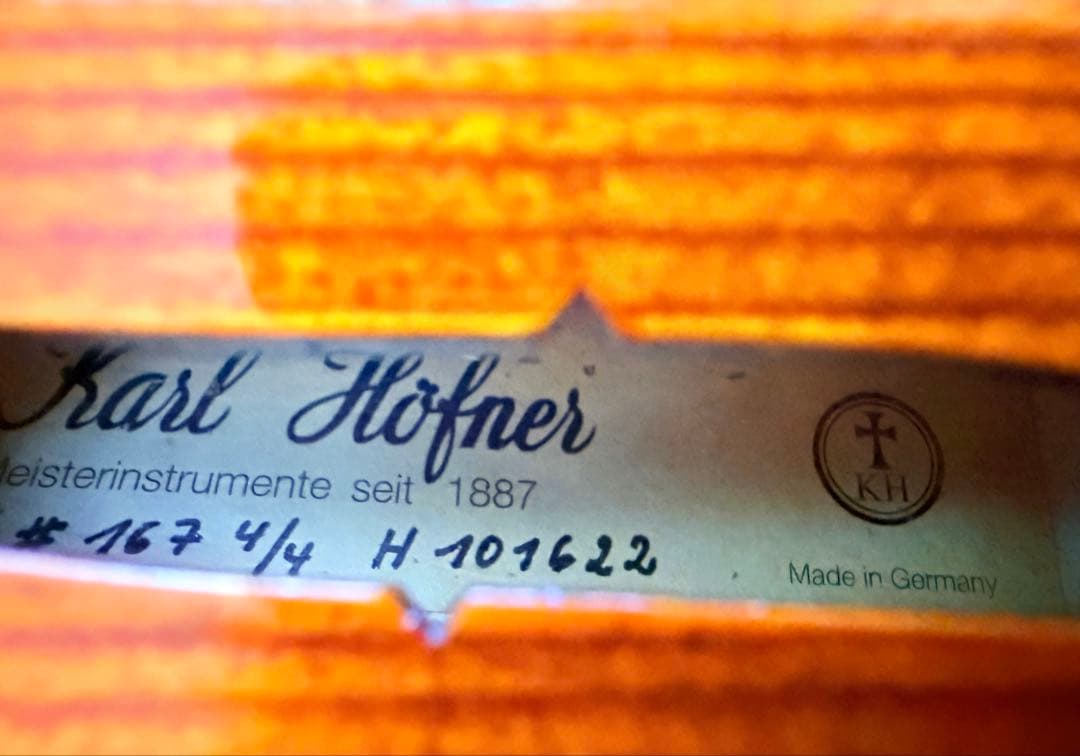 Karl Höfner
Meisterinstrumente seit 1887
# 167 4/4 H 101622
KH
Made in Germany